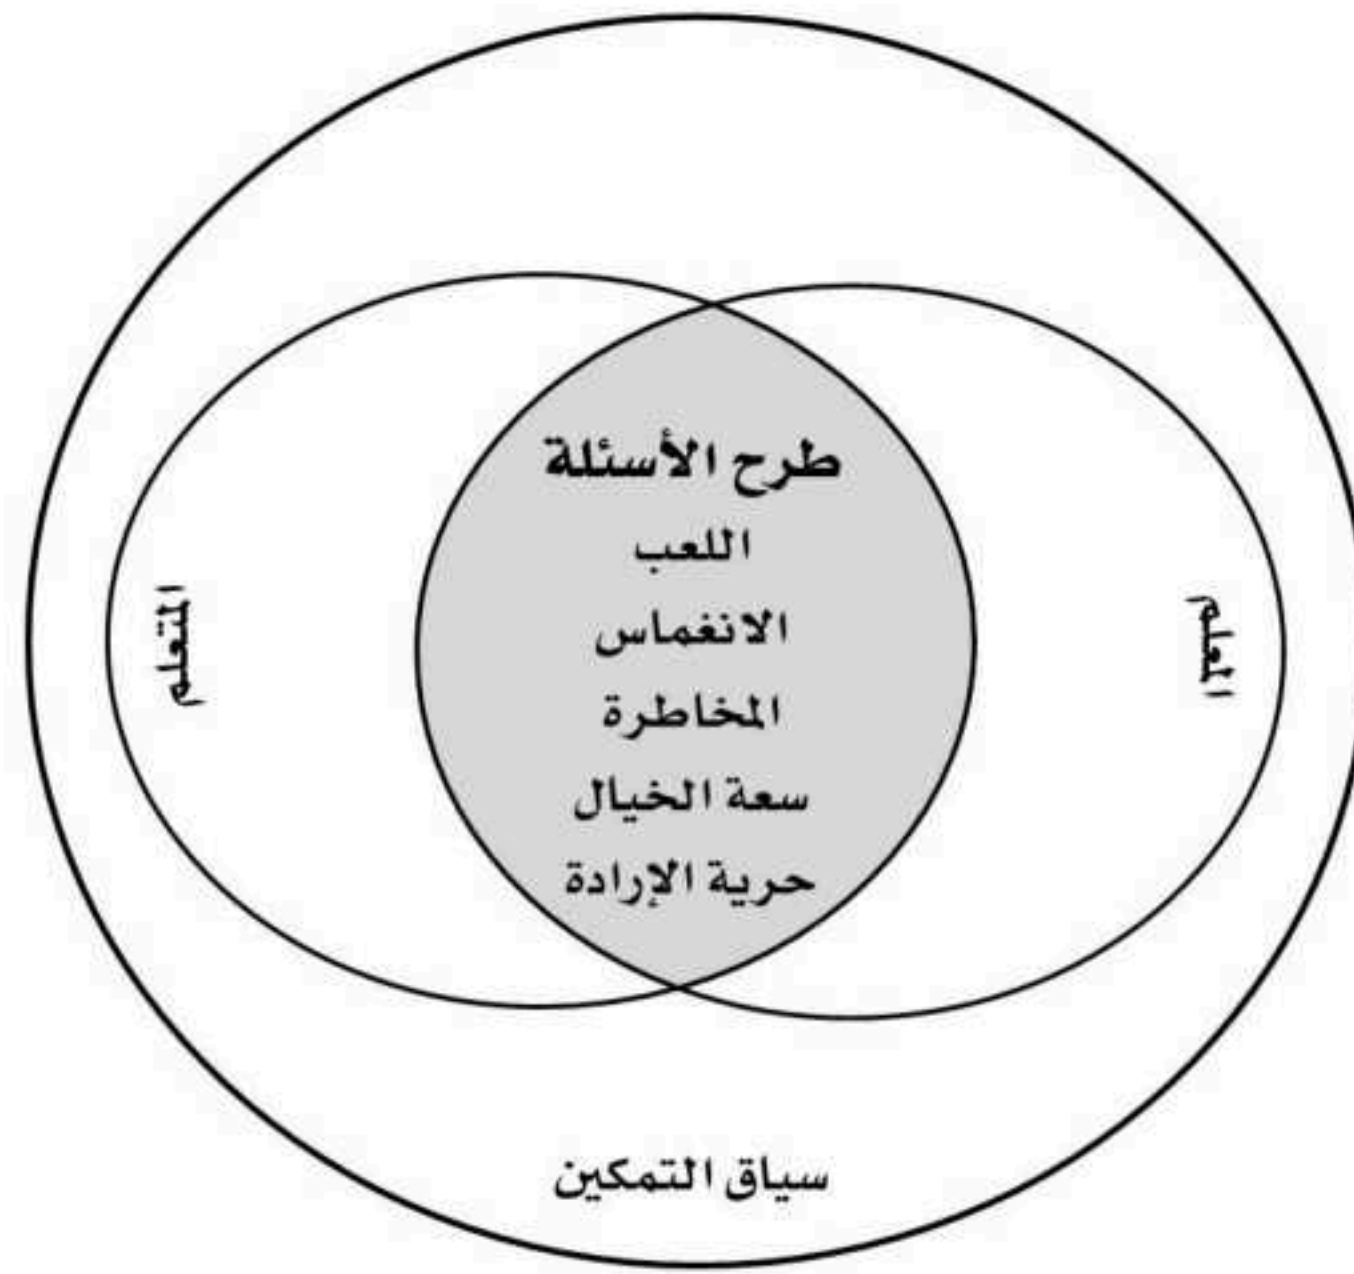 طرح الأسئلة
اللعب
الانغماس
المخاطرة
سعة الخيال
حرية الإرادة
المعلم
المتعلم
سياق التمكين